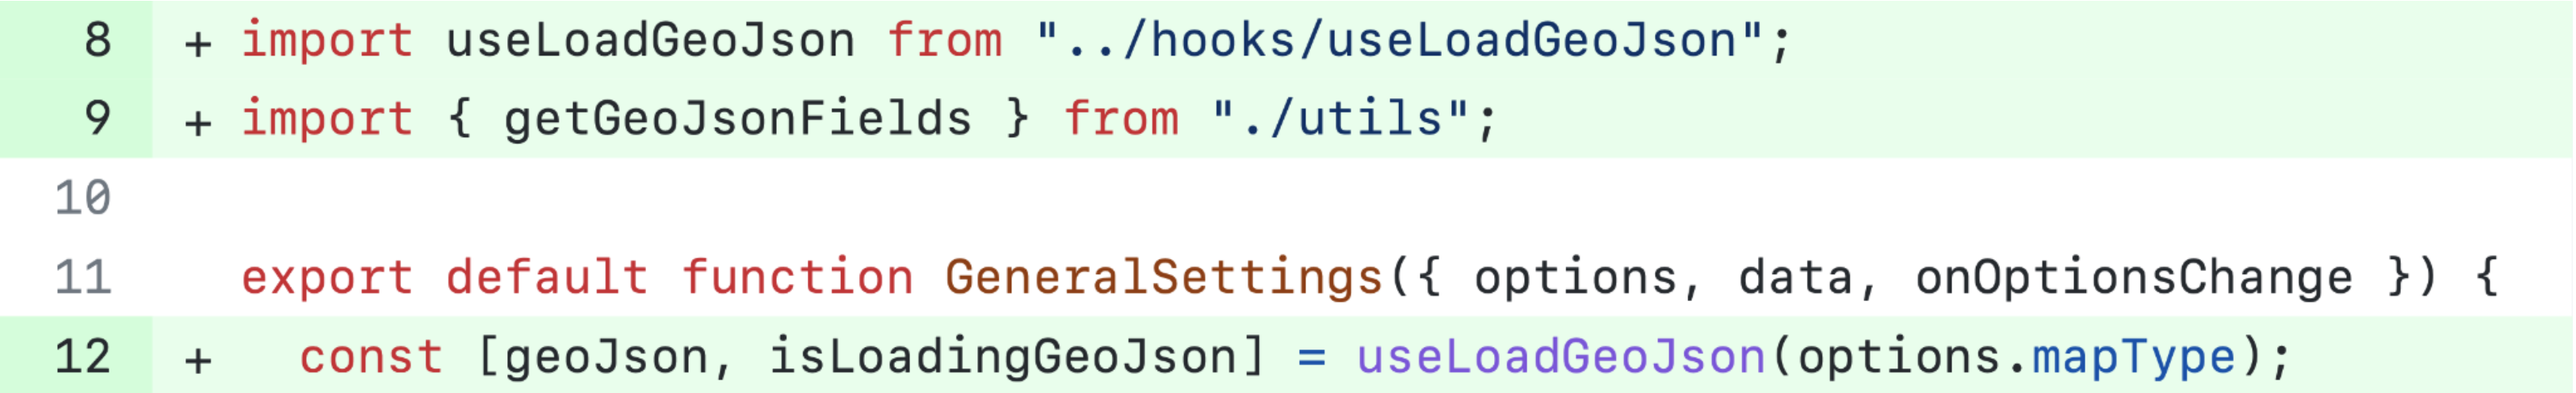 8 + import useLoadGeoJson from "../hooks/useLoadGeoJson";
9 + import { getGeoJsonFields } from "./utils";
10
11 export default function GeneralSettings({ options, data, onOptionsChange }) {
12 + const [geoJson, isLoadingGeoJson] = useLoadGeoJson(options.mapType);